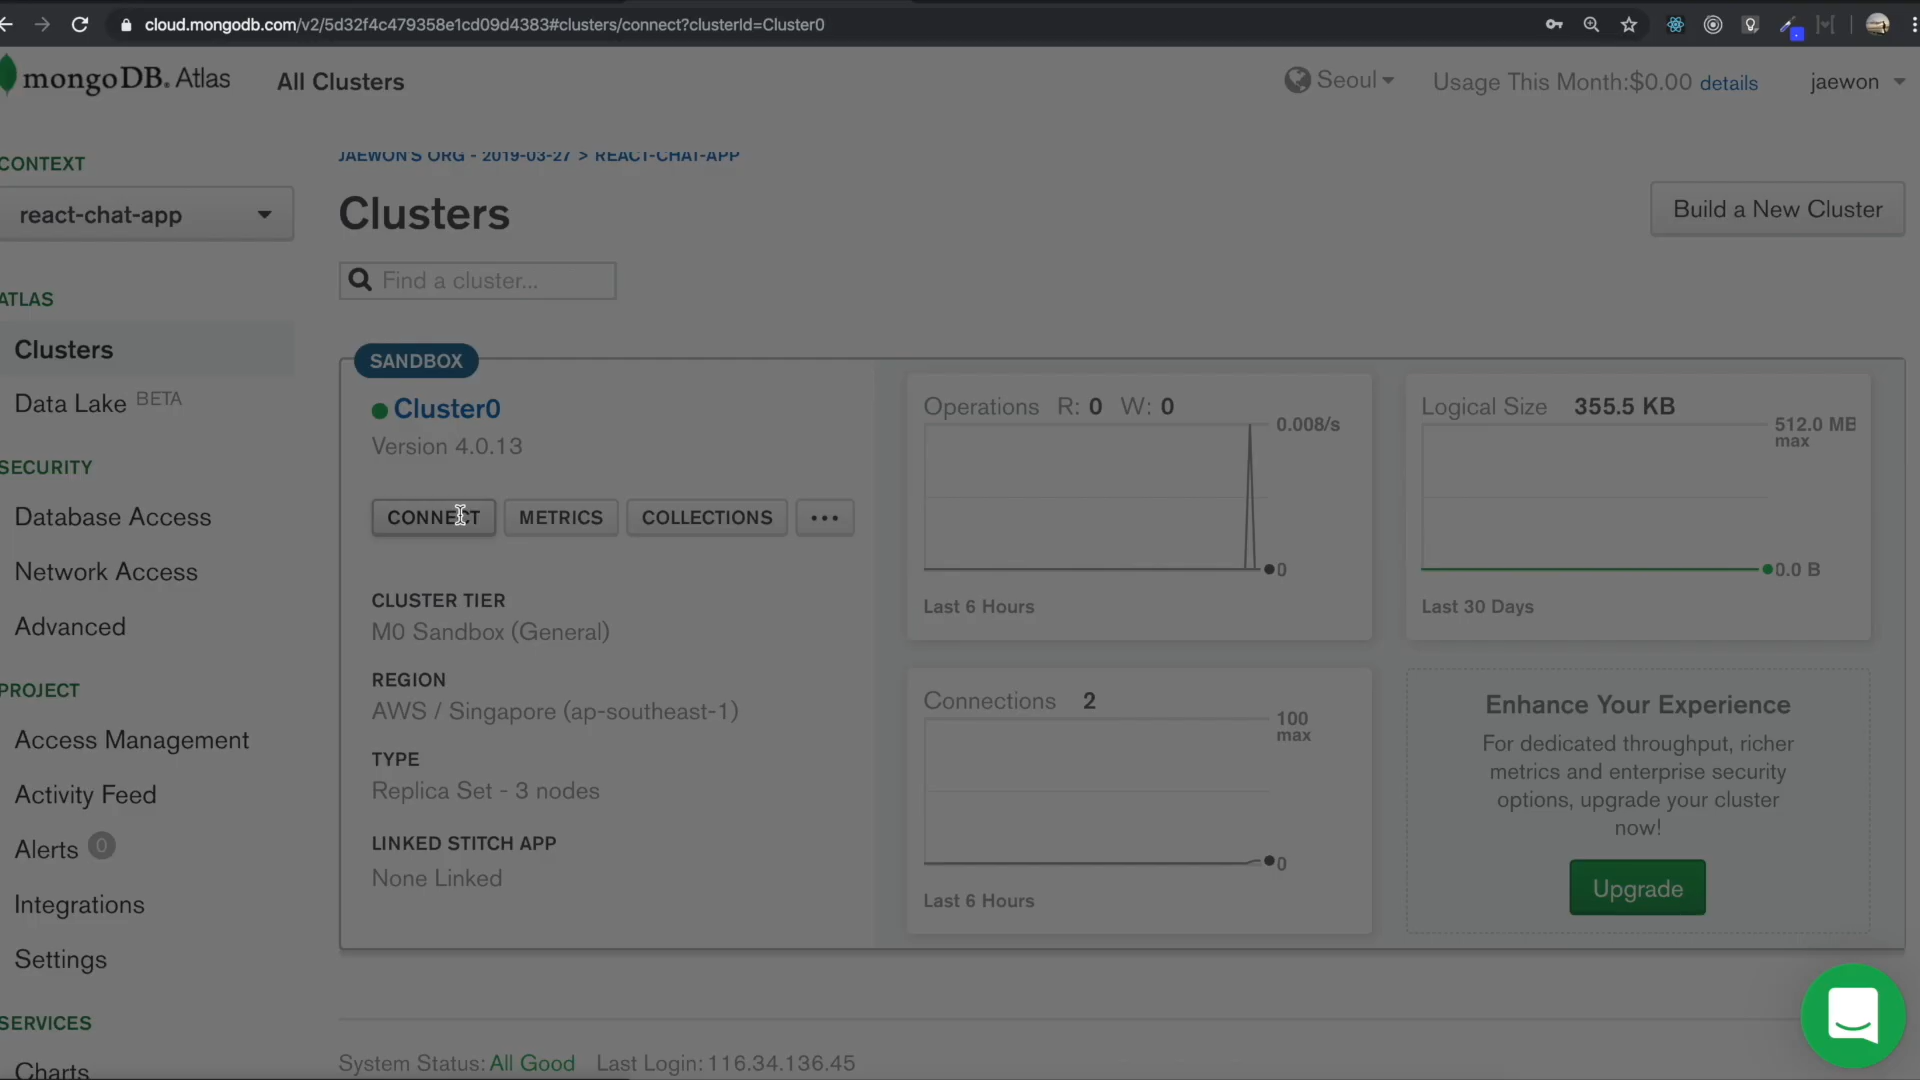 cloud.mongodb.com/v2/5d32f4c479358e1cd09d4383#clusters/connect?clusterId=Cluster0
mongoDB. Atlas
All Clusters
Seoul
Usage This Month:$0.00 details
jaewon
CONTEXT
react-chat-app
ATLAS
Clusters
Data Lake BETA
SECURITY
Database Access
Network Access
Advanced
PROJECT
Access Management
Activity Feed
Alerts 0
Integrations
Settings
SERVICES
Charts
JAEWON'S ORG - 2019-03-27 > REACT-CHAT-APP
Clusters
Build a New Cluster
Find a cluster...
SANDBOX
Cluster0
Version 4.0.13
CONNECT
METRICS
COLLECTIONS
CLUSTER TIER
M0 Sandbox (General)
REGION
AWS / Singapore (ap-southeast-1)
TYPE
Replica Set - 3 nodes
LINKED STITCH APP
None Linked
Operations R: 0 W: 0
0.008/s
0
Last 6 Hours
Logical Size 355.5 KB
512.0 MB
max
0.0 B
Last 30 Days
Connections 2
100
max
0
Last 6 Hours
Enhance Your Experience
For dedicated throughput, richer
metrics and enterprise security
options, upgrade your cluster
now!
Upgrade
System Status: All Good Last Login: 116.34.136.45